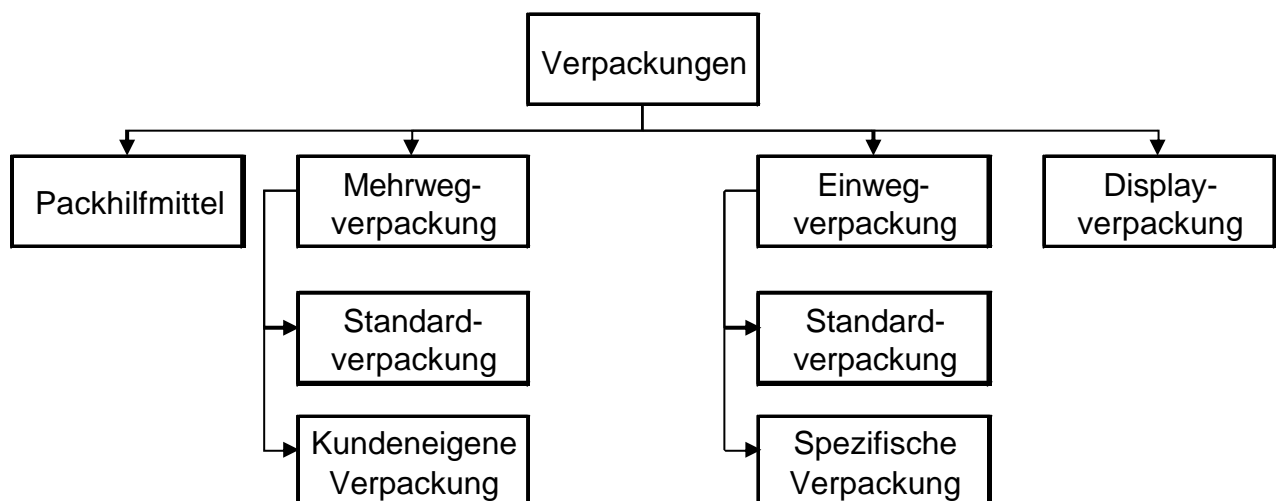 Verpackungen
Packhilfmittel
Mehrweg-
verpackung
Einweg-
verpackung
Display-
verpackung
Standard-
verpackung
Standard-
verpackung
Kundeneigene
Verpackung
Spezifische
Verpackung